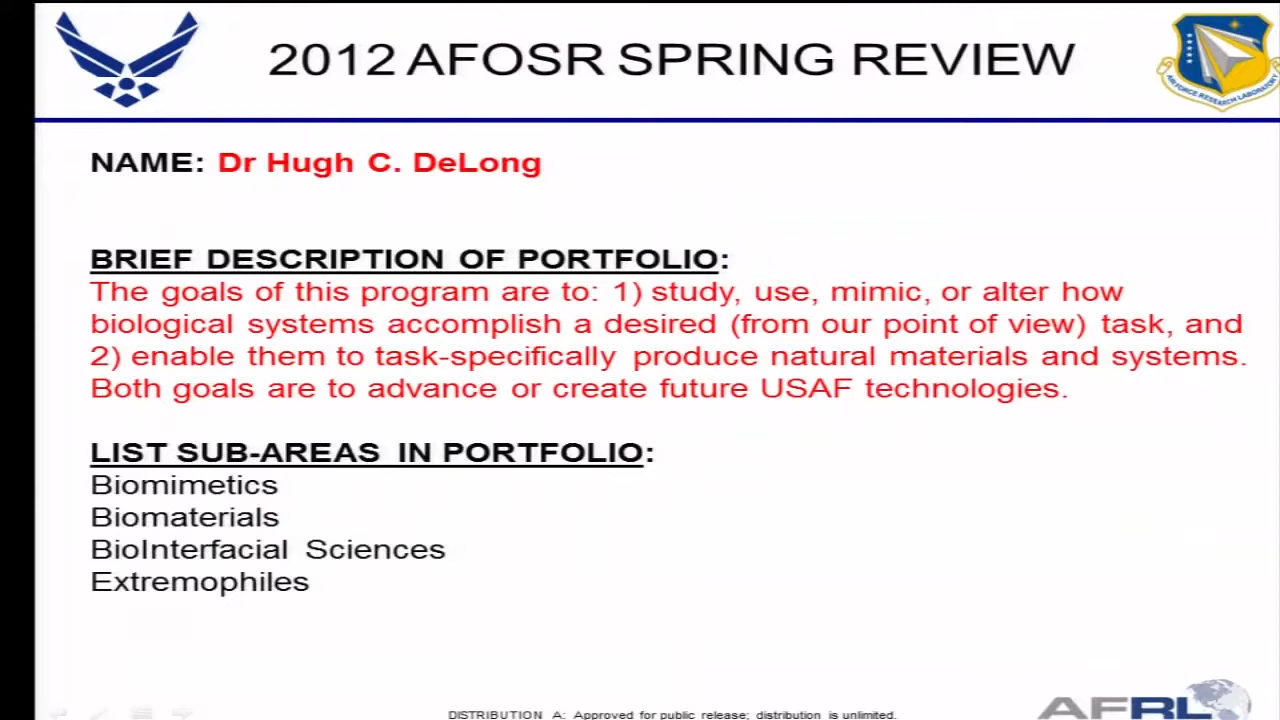 2012 AFOSR SPRING REVIEW
AIR FORCE RESEARCH LABORATORY
NAME: Dr Hugh C. DeLong
BRIEF DESCRIPTION OF PORTFOLIO:
The goals of this program are to: 1) study, use, mimic, or alter how
biological systems accomplish a desired (from our point of view) task, and
2) enable them to task-specifically produce natural materials and systems.
Both goals are to advance or create future USAF technologies.
LIST SUB-AREAS IN PORTFOLIO:
Biomimetics
Biomaterials
BioInterfacial Sciences
Extremophiles
DISTRIBUTION A: Approved for public release; distribution is unlimited.
AFRL